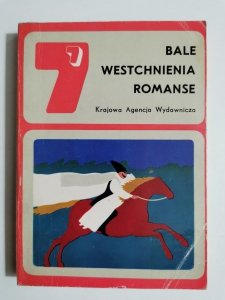 7
BALE
WESTCHNIENIA
ROMANSE
Krajowa Agencja Wydawnicza